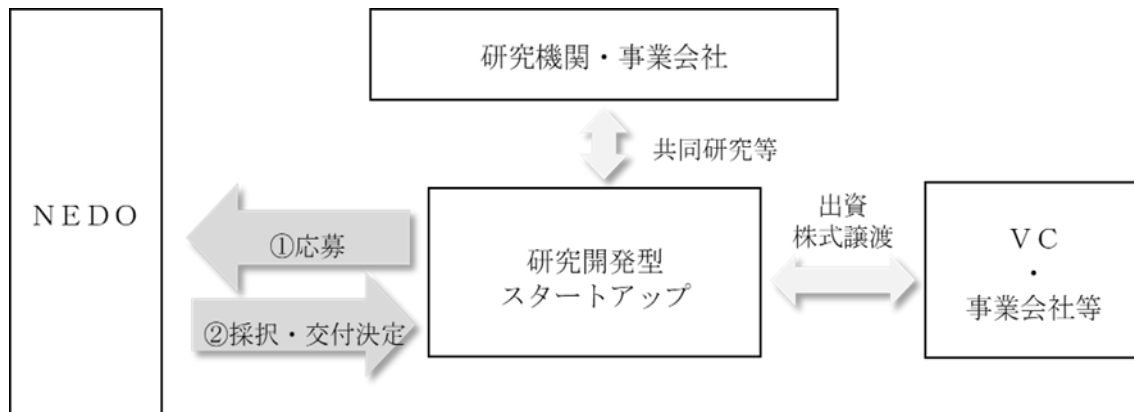 研究機関・事業会社
共同研究等
ＮＥＤＯ
①応募
②採択・交付決定
研究開発型
スタートアップ
出資
株式譲渡
ＶＣ
・
事業会社等